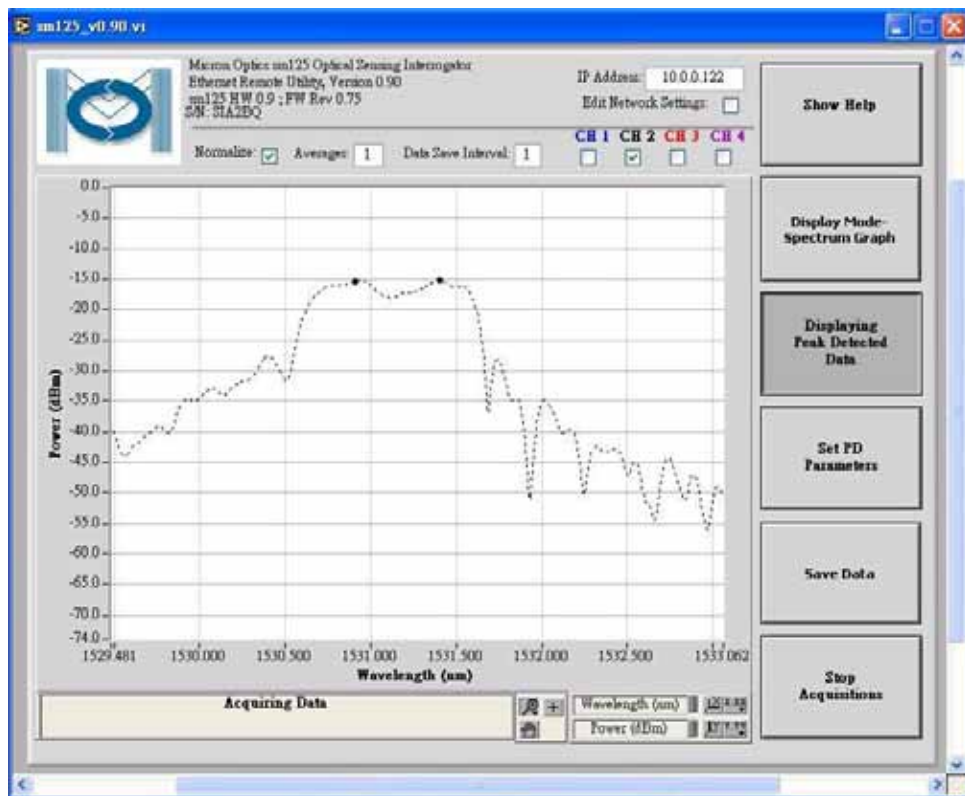 sm125_v0.90 vi
Micron Optics sm125 Optical Sensing Interrogator
Ethernet Remote Utility, Version 0.90
sm125 HW 0.9 ; FW Rev 0.75
S/N: SIA2BQ
IP Address: 10.0.0.122
Edit Network Settings:
Normalize: Averages: 1 Data Save Interval: 1
CH 1 CH 2 CH 3 CH 4
Show Help
Display Mode-
Spectrum Graph
Displaying
Peak Detected
Data
Set PD
Parameters
Save Data
Stop
Acquisitions
Power (dBm)
0.0
-5.0
-10.0
-15.0
-20.0
-25.0
-30.0
-35.0
-40.0
-45.0
-50.0
-55.0
-60.0
-65.0
-70.0
-74.0
1529.481 1530.000 1530.500 1531.000 1531.500 1532.000 1532.500 1533.062
Wavelength (nm)
Acquiring Data
Wavelength (nm)
Power (dBm)